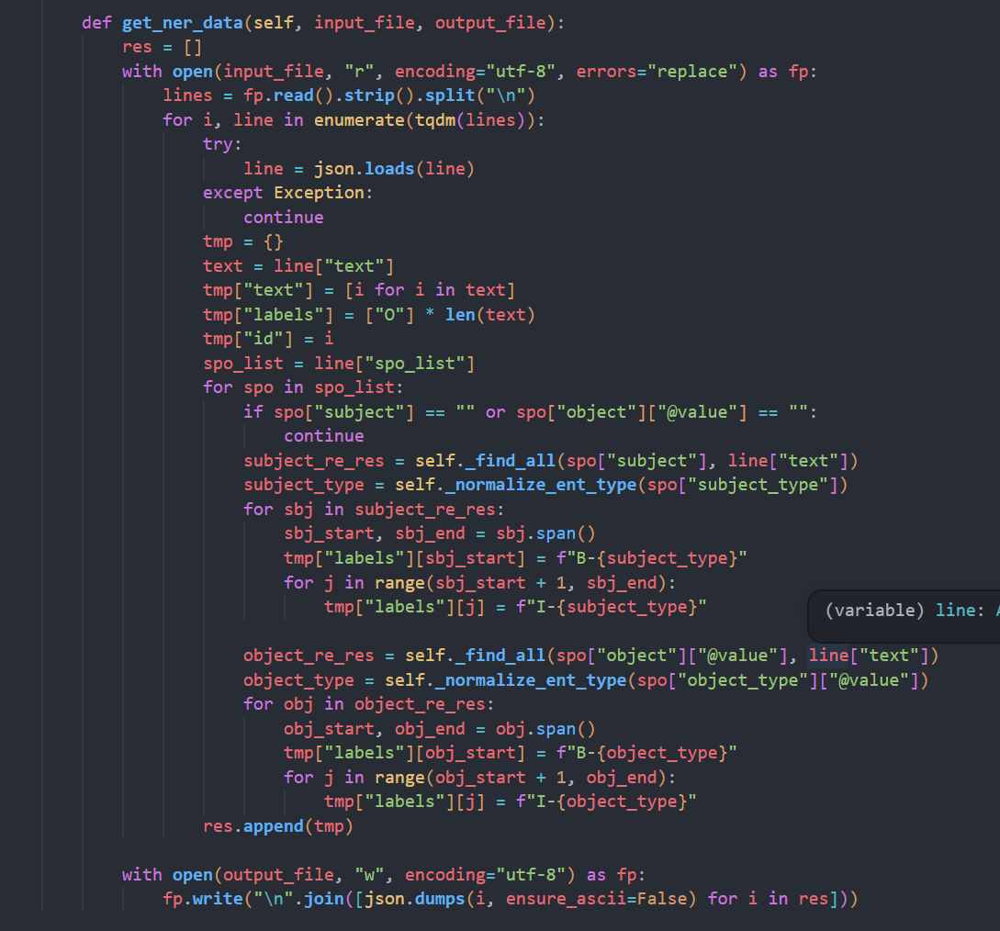 def get_ner_data(self, input_file, output_file):
    res = []
    with open(input_file, "r", encoding="utf-8", errors="replace") as fp:
        lines = fp.read().strip().split("\n")
        for i, line in enumerate(tqdm(lines)):
            try:
                line = json.loads(line)
            except Exception:
                continue
            tmp = {}
            text = line["text"]
            tmp["text"] = [i for i in text]
            tmp["labels"] = ["O"] * len(text)
            tmp["id"] = i
            spo_list = line["spo_list"]
            for spo in spo_list:
                if spo["subject"] == "" or spo["object"]["@value"] == "":
                    continue
                subject_re_res = self._find_all(spo["subject"], line["text"])
                subject_type = self._normalize_ent_type(spo["subject_type"])
                for sbj in subject_re_res:
                    sbj_start, sbj_end = sbj.span()
                    tmp["labels"][sbj_start] = f"B-{subject_type}"
                    for j in range(sbj_start + 1, sbj_end):
                        tmp["labels"][j] = f"I-{subject_type}"
(variable) line:
                object_re_res = self._find_all(spo["object"]["@value"], line["text"])
                object_type = self._normalize_ent_type(spo["object_type"]["@value"])
                for obj in object_re_res:
                    obj_start, obj_end = obj.span()
                    tmp["labels"][obj_start] = f"B-{object_type}"
                    for j in range(obj_start + 1, obj_end):
                        tmp["labels"][j] = f"I-{object_type}"
            res.append(tmp)
    with open(output_file, "w", encoding="utf-8") as fp:
        fp.write("\n".join([json.dumps(i, ensure_ascii=False) for i in res]))